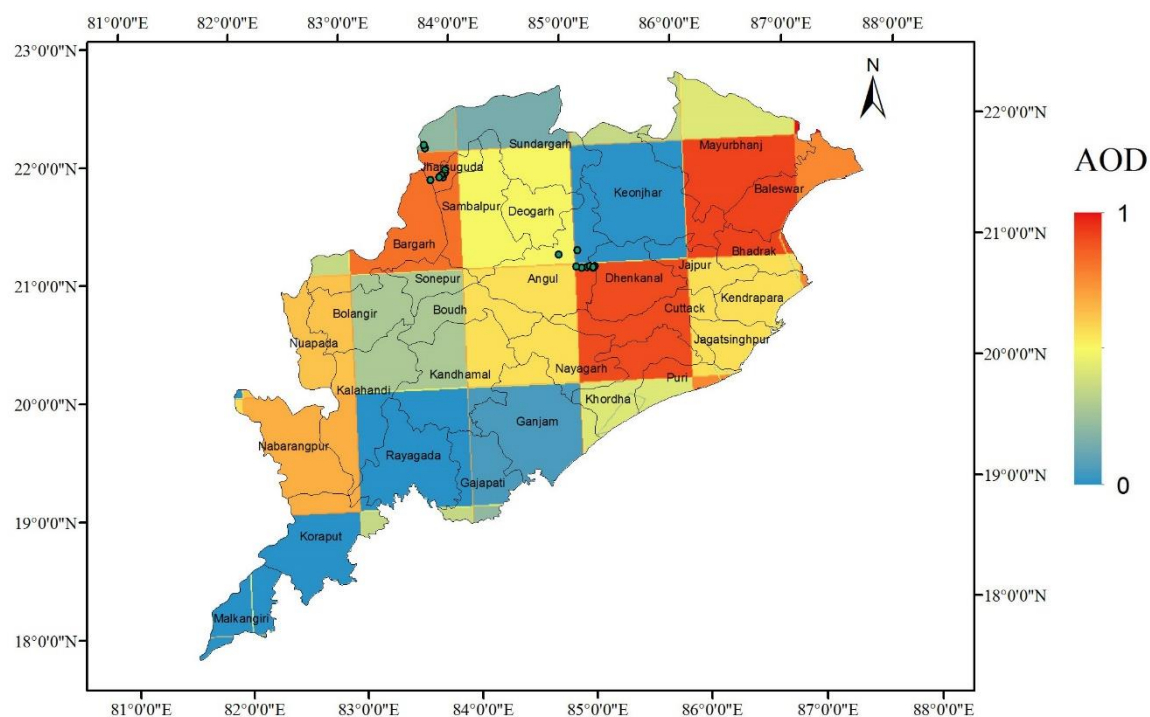 81°0'0"E 82°0'0"E 83°0'0"E 84°0'0"E 85°0'0"E 86°0'0"E 87°0'0"E 88°0'0"E
23°0'0"N
N
22°0'0"N
Sundargarh
Mayurbhanj
AOD
22°0'0"N
Jharsuguda
Baleswar
Keonjhar
Sambalpur
Deogarh
1
21°0'0"N
Bargarh
Bhadrak
Jajpur
21°0'0"N
Sonepur
Angul
Dhenkanal
Kendrapara
Bolangir
Boudh
Cuttack
Nuapada
Jagatsinghpur
20°0'0"N
Nayagarh
Kandhamal
Puri
Kalahandi
Khordha
20°0'0"N
Ganjam
Nabarangpur
Rayagada
19°0'0"N
Gajapati
0
19°0'0"N
Koraput
18°0'0"N
Malkangiri
18°0'0"N
81°0'0"E 82°0'0"E 83°0'0"E 84°0'0"E 85°0'0"E 86°0'0"E 87°0'0"E 88°0'0"E